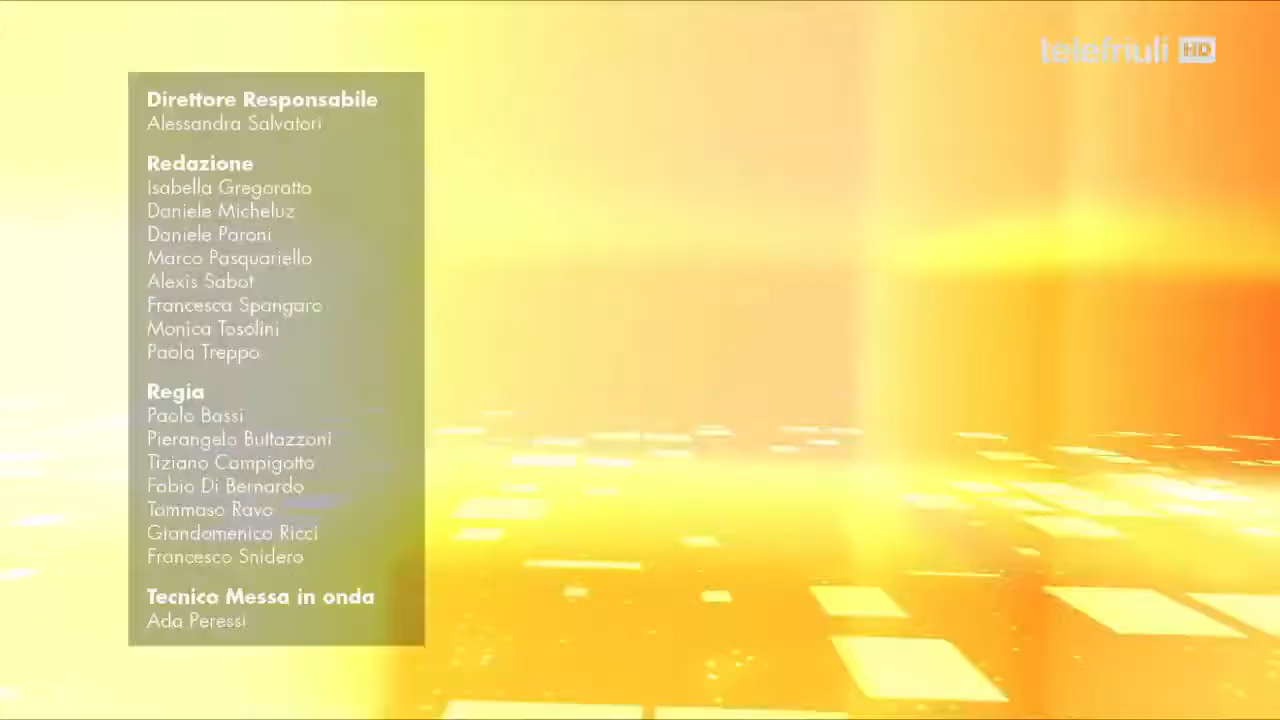 telefriuli HD
Direttore Responsabile
Alessandra Salvatori
Redazione
Isabella Gregoratto
Daniele Micheluz
Daniele Paroni
Marco Pasquariello
Alexis Sabot
Francesca Spangaro
Monica Tosolini
Paola Treppo
Regia
Paolo Bassi
Pierangelo Buttazzoni
Tiziano Campigotto
Fabio Di Bernardo
Tommaso Ravo
Giandomenico Ricci
Francesco Snidero
Tecnica Messa in onda
Ada Peressi